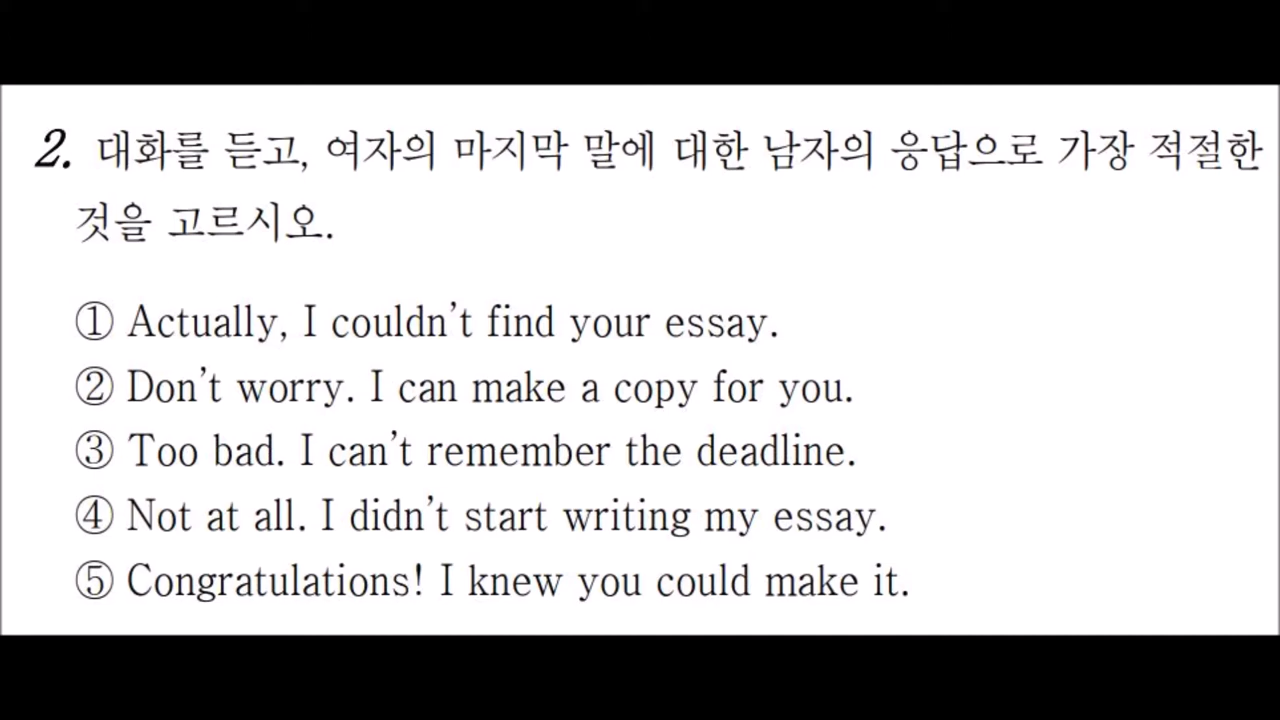 2. 대화를 듣고, 여자의 마지막 말에 대한 남자의 응답으로 가장 적절한
것을 고르시오.
① Actually, I couldn't find your essay.
② Don't worry. I can make a copy for you.
③ Too bad. I can't remember the deadline.
④ Not at all. I didn't start writing my essay.
⑤ Congratulations! I knew you could make it.